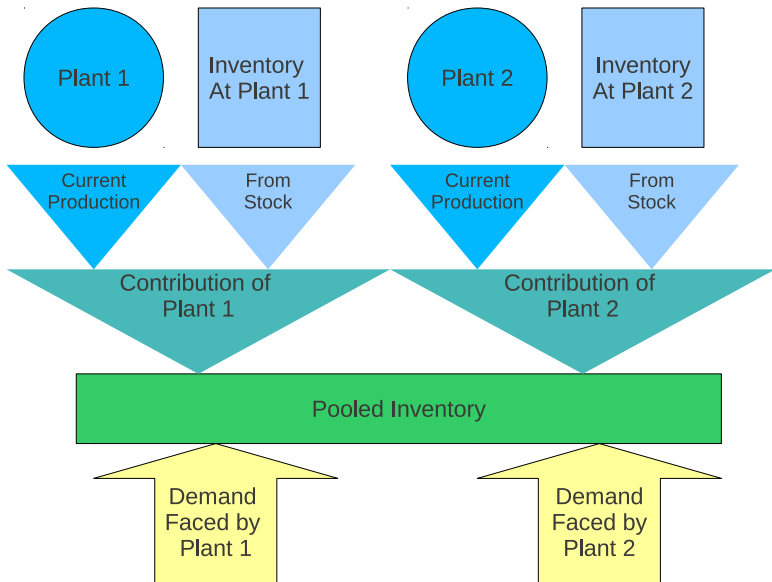 Plant 1
Inventory
At Plant 1
Plant 2
Inventory
At Plant 2
Current
Production
From
Stock
Current
Production
From
Stock
Contribution of
Plant 1
Contribution of
Plant 2
Pooled Inventory
Demand
Faced by
Plant 1
Demand
Faced by
Plant 2